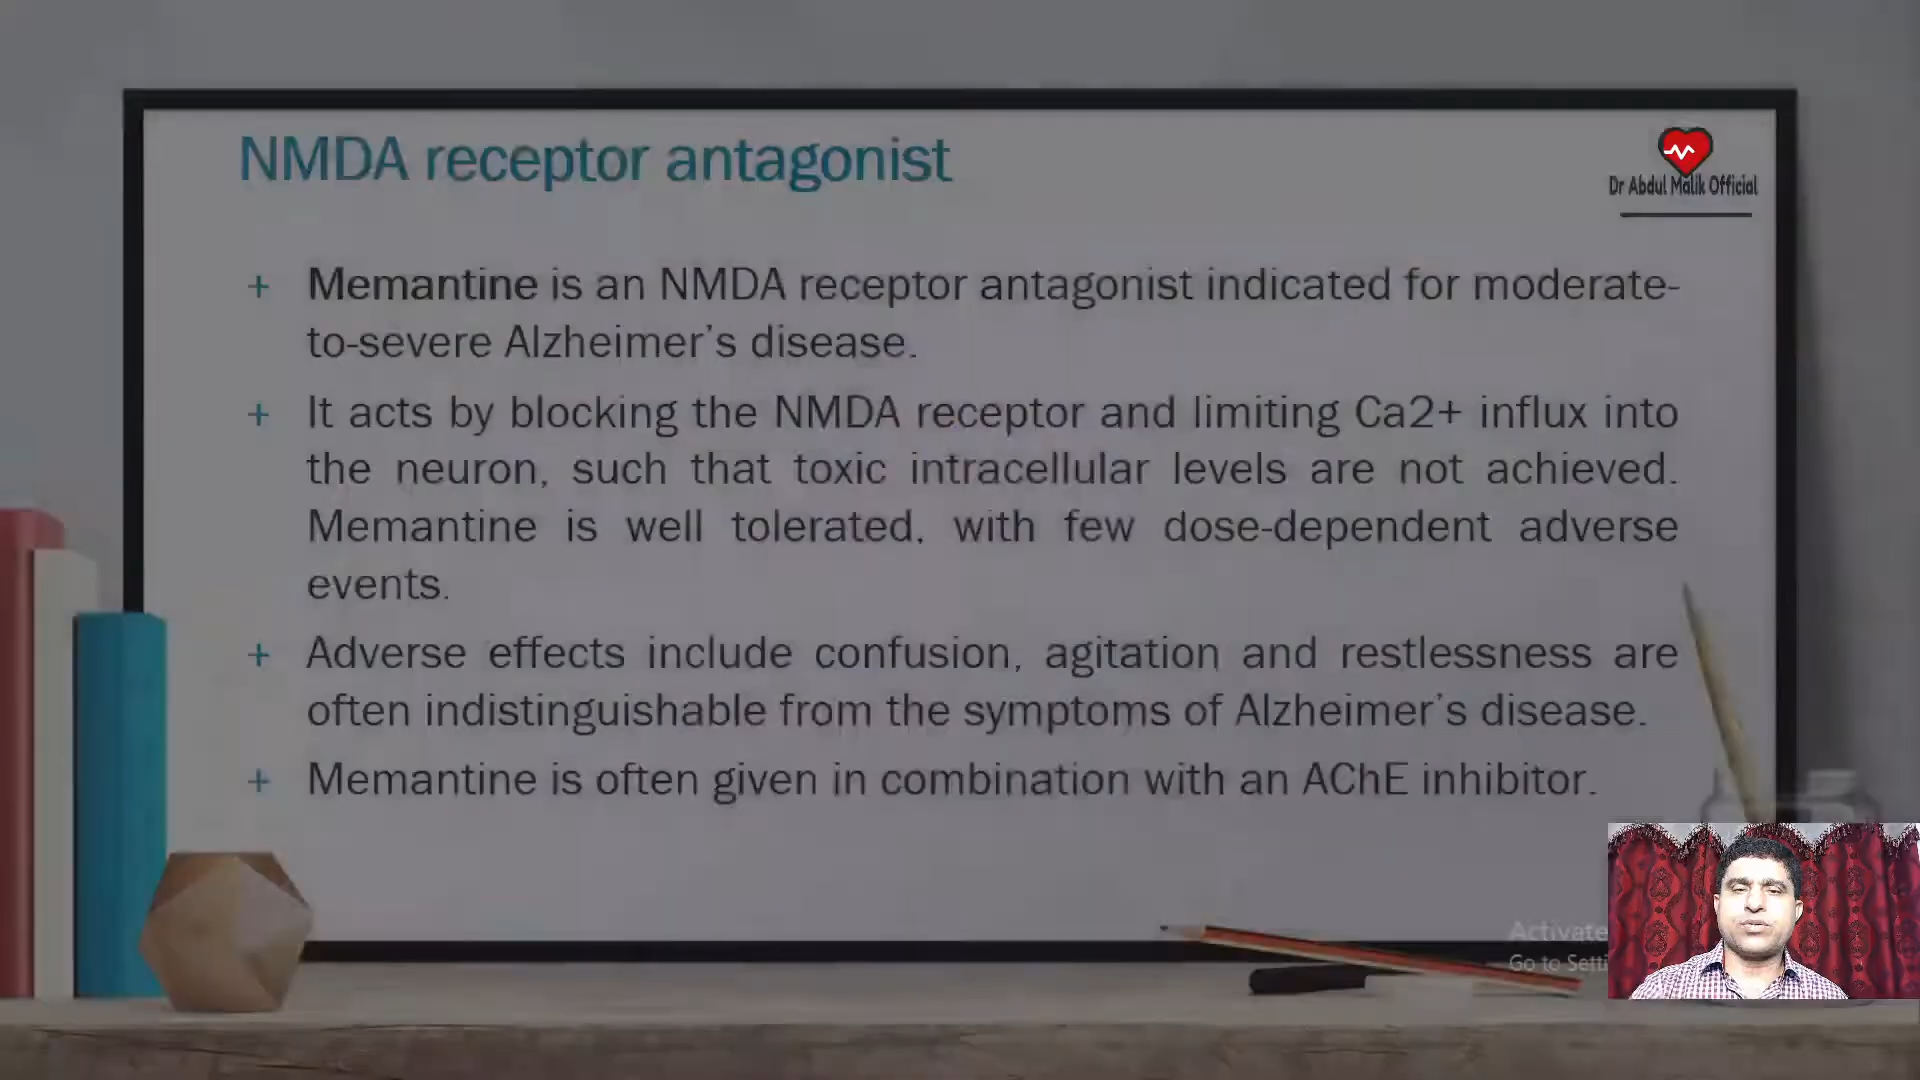 NMDA receptor antagonist
Dr Abdul Malik Official
+ Memantine is an NMDA receptor antagonist indicated for moderate-
to-severe Alzheimer’s disease.
+ It acts by blocking the NMDA receptor and limiting Ca2+ influx into
the neuron, such that toxic intracellular levels are not achieved.
Memantine is well tolerated, with few dose-dependent adverse
events.
+ Adverse effects include confusion, agitation and restlessness are
often indistinguishable from the symptoms of Alzheimer’s disease.
+ Memantine is often given in combination with an AChE inhibitor.
Activate
Go to Setti